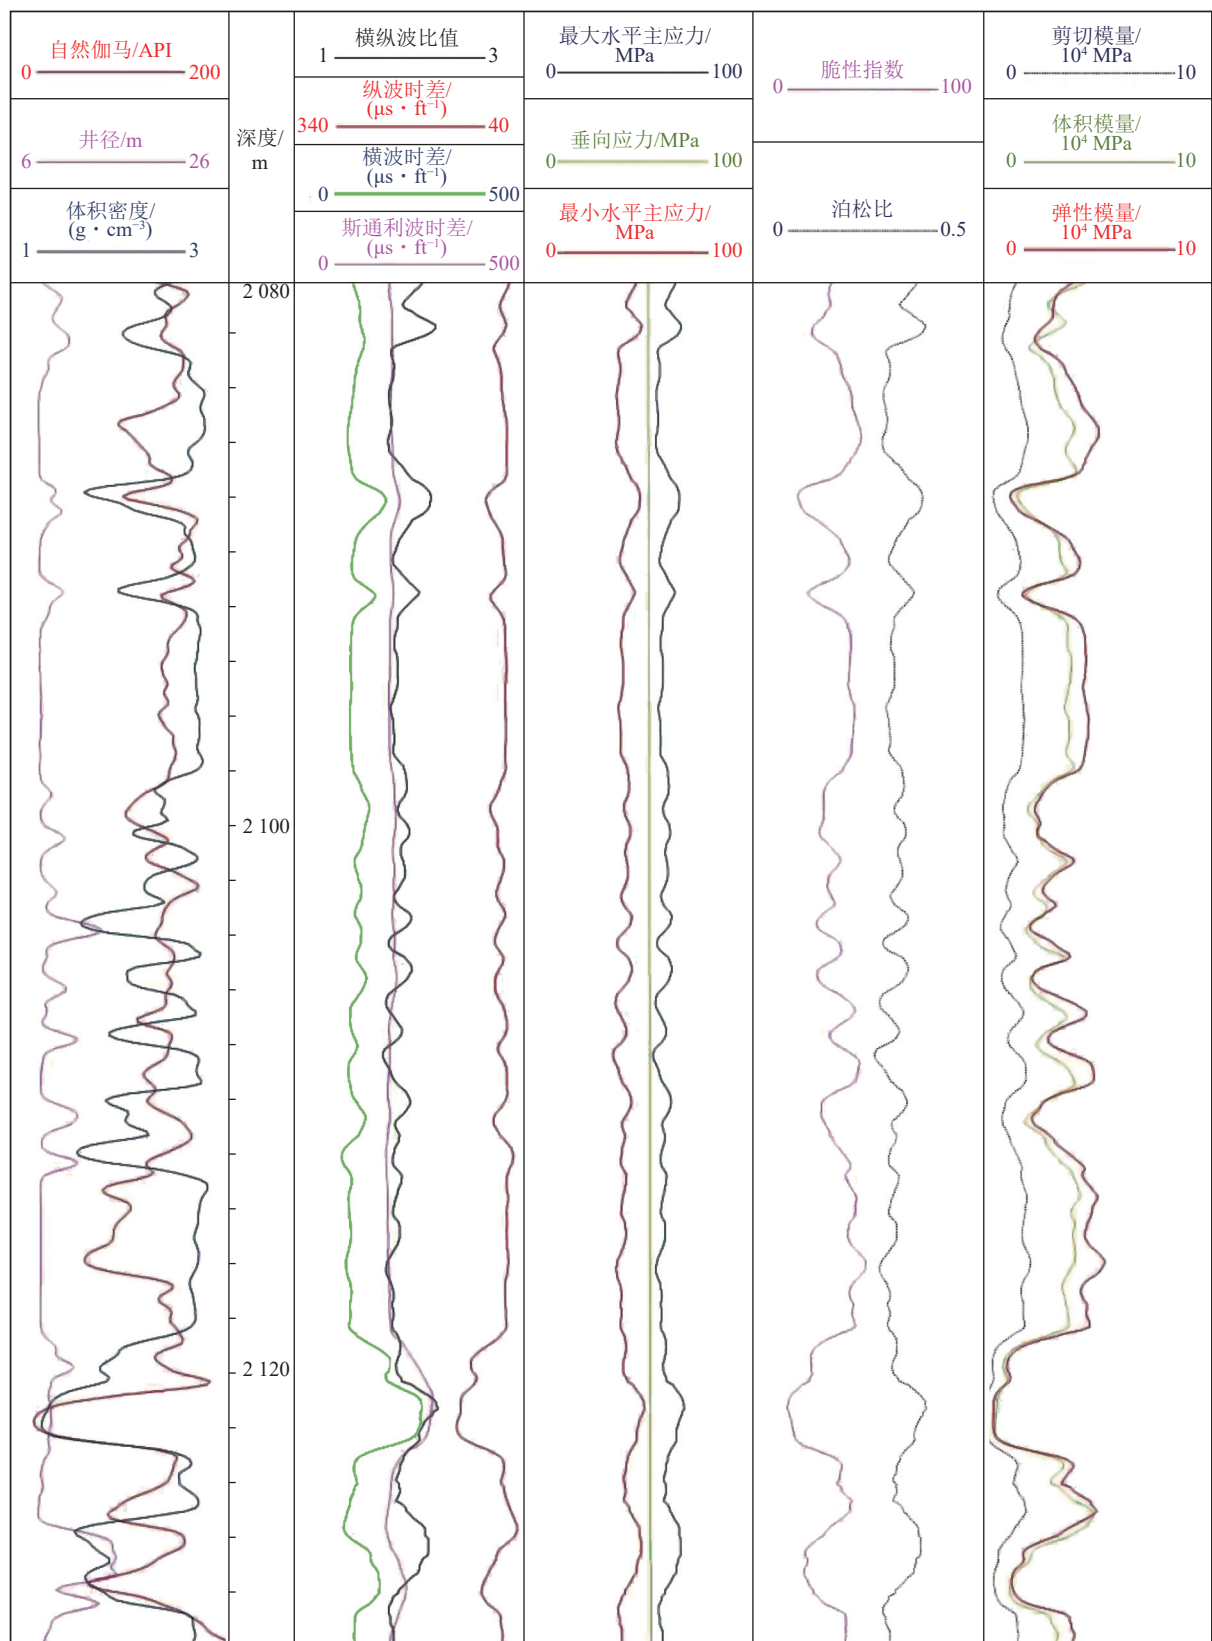 自然伽马/API
0 200
井径/m
6 26
体积密度/
(g·cm⁻³)
1 3
深度/
m
横纵波比值
1 3
纵波时差/
(μs·ft⁻¹)
340 40
横波时差/
(μs·ft⁻¹)
0 500
斯通利波时差/
(μs·ft⁻¹)
0 500
最大水平主应力/
MPa
0 100
垂向应力/MPa
0 100
最小水平主应力/
MPa
0 100
脆性指数
0 100
泊松比
0 0.5
剪切模量/
10⁴ MPa
0 10
体积模量/
10⁴ MPa
0 10
弹性模量/
10⁴ MPa
0 10
2 080
2 100
2 120